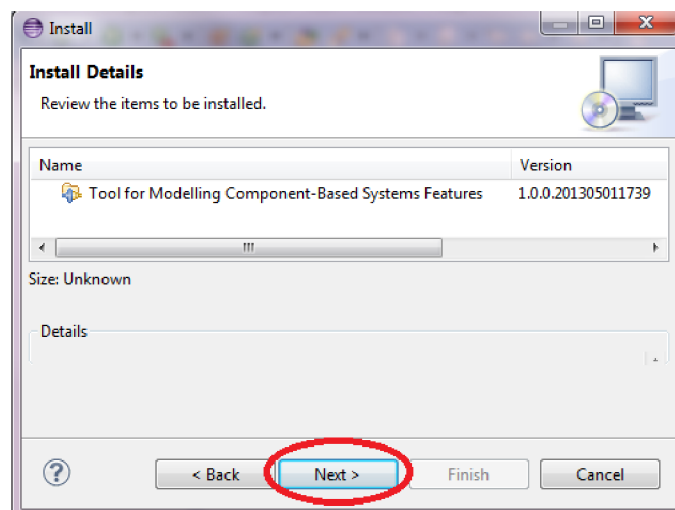 Install
Install Details
Review the items to be installed.
Name Version
Tool for Modelling Component-Based Systems Features 1.0.0.201305011739
Size: Unknown
Details
? < Back Next > Finish Cancel